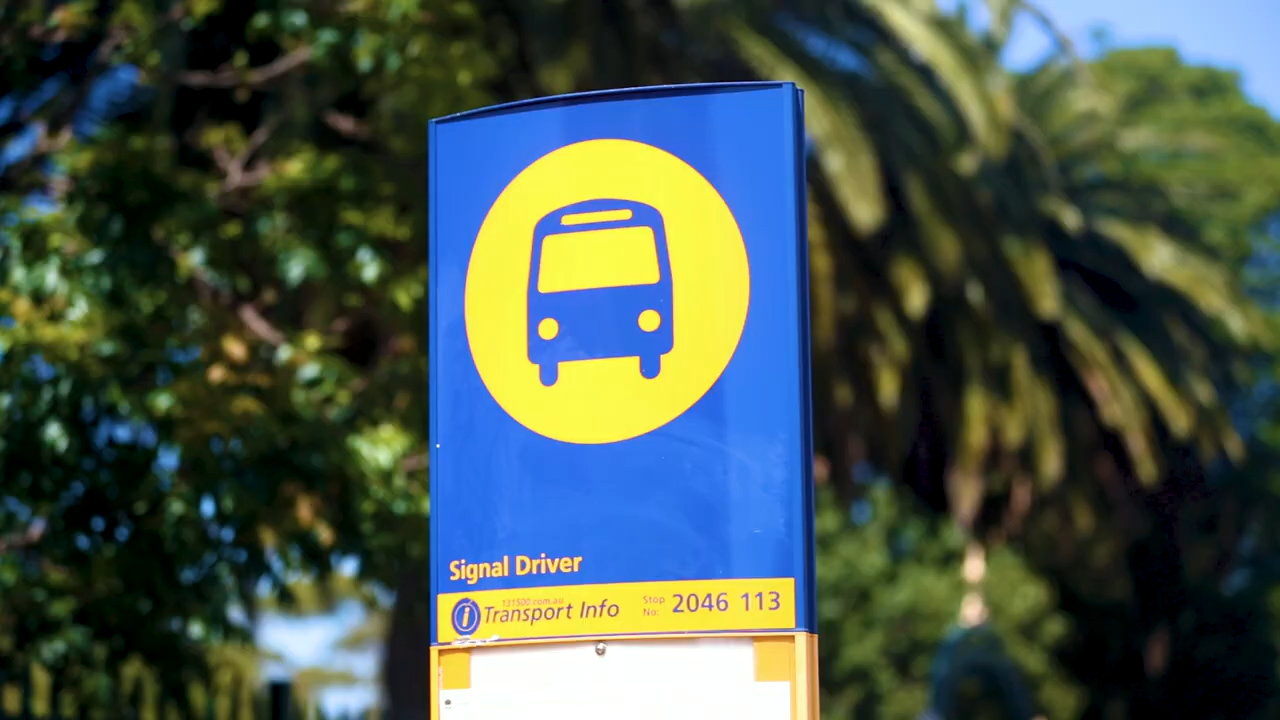 Signal Driver
131500.com.au
i Transport Info
Stop No: 2046 113